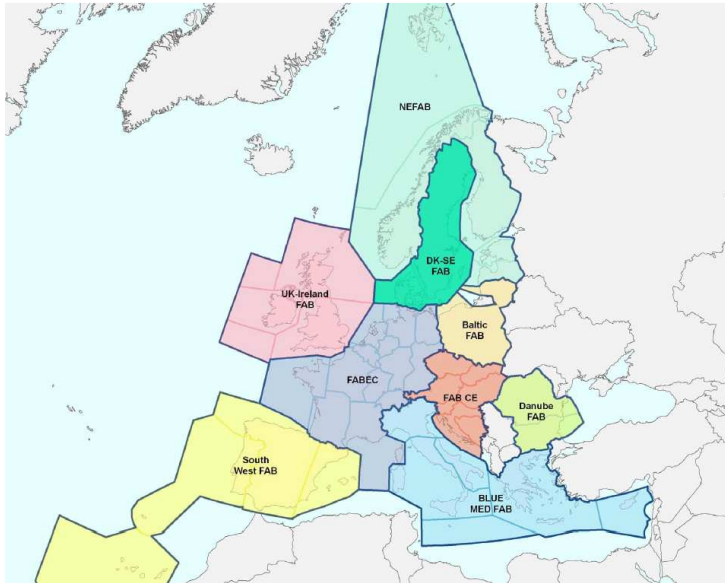 NEFAB
DK-SE
FAB
UK-Ireland
FAB
Baltic
FAB
FABEC
FAB CE
Danube
FAB
South
West FAB
BLUE
MED FAB